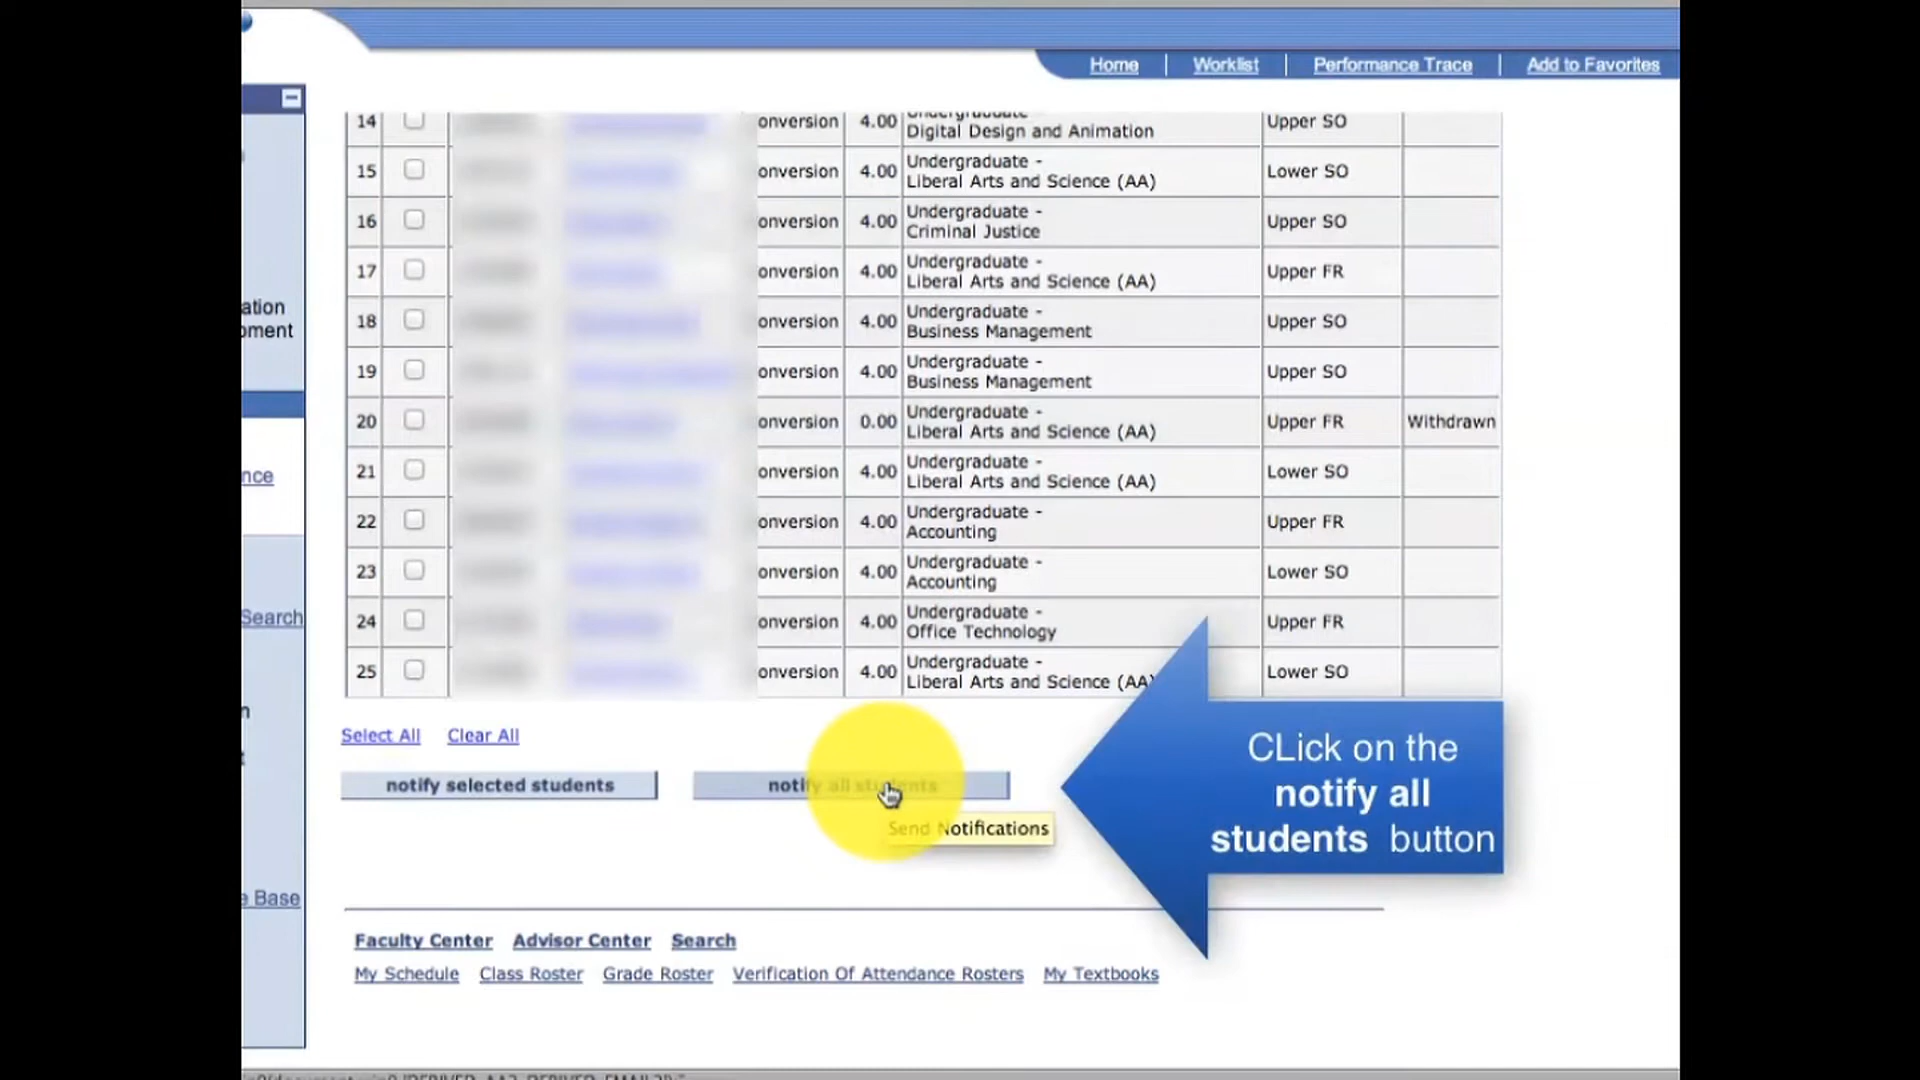 Home Worklist Performance Trace Add to Favorites
14 onversion 4.00 Undergraduate - Upper SO
Digital Design and Animation
15 onversion 4.00 Undergraduate - Lower SO
Liberal Arts and Science (AA)
16 onversion 4.00 Undergraduate - Upper SO
Criminal Justice
17 onversion 4.00 Undergraduate - Upper FR
Liberal Arts and Science (AA)
18 onversion 4.00 Undergraduate - Upper SO
Business Management
19 onversion 4.00 Undergraduate - Upper SO
Business Management
20 onversion 0.00 Undergraduate - Upper FR Withdrawn
Liberal Arts and Science (AA)
21 onversion 4.00 Undergraduate - Lower SO
Liberal Arts and Science (AA)
22 onversion 4.00 Undergraduate - Upper FR
Accounting
23 onversion 4.00 Undergraduate - Lower SO
Accounting
24 onversion 4.00 Undergraduate - Upper FR
Office Technology
25 onversion 4.00 Undergraduate - Lower SO
Liberal Arts and Science (AA)
ation
oment
nce
Search
n
t
e Base
Select All Clear All
notify selected students notify all students
Send Notifications
CLick on the
notify all
students button
Faculty Center Advisor Center Search
My Schedule Class Roster Grade Roster Verification Of Attendance Rosters My Textbooks